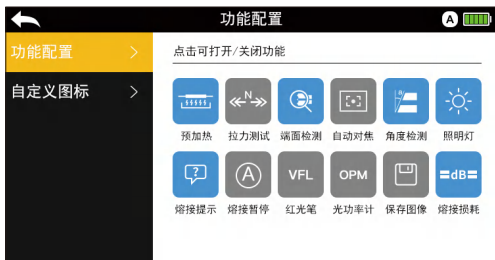 功能配置
A
功能配置 >
点击可打开/关闭功能
自定义图标 >
N
a
预加热 拉力测试 端面检测 自动对焦 角度检测 照明灯
? A VFL OPM =dB=
熔接提示 熔接暂停 红光笔 光功率计 保存图像 熔接损耗